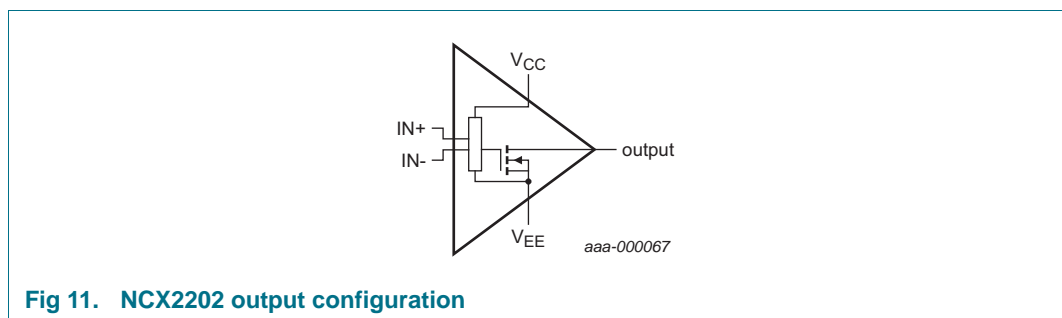 VCC
IN+
IN-
output
VEE
aaa-000067
Fig 11. NCX2202 output configuration